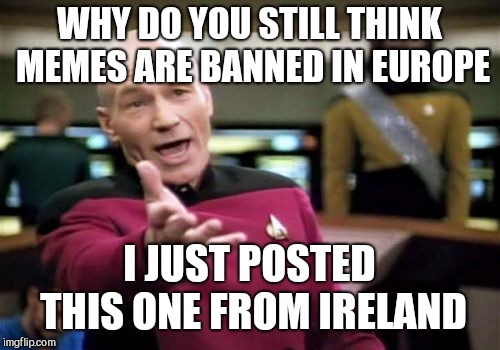 WHY DO YOU STILL THINK
MEMES ARE BANNED IN EUROPE
I JUST POSTED
THIS ONE FROM IRELAND
imgflip.com